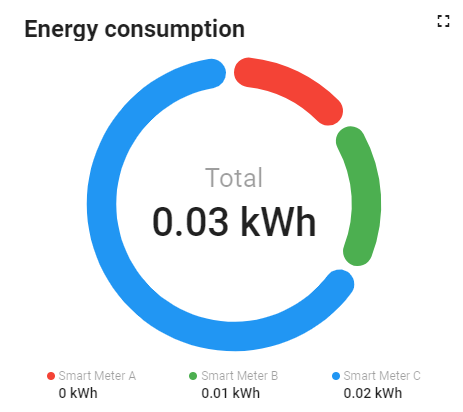 Energy consumption
Total
0.03 kWh
Smart Meter A
0 kWh
Smart Meter B
0.01 kWh
Smart Meter C
0.02 kWh